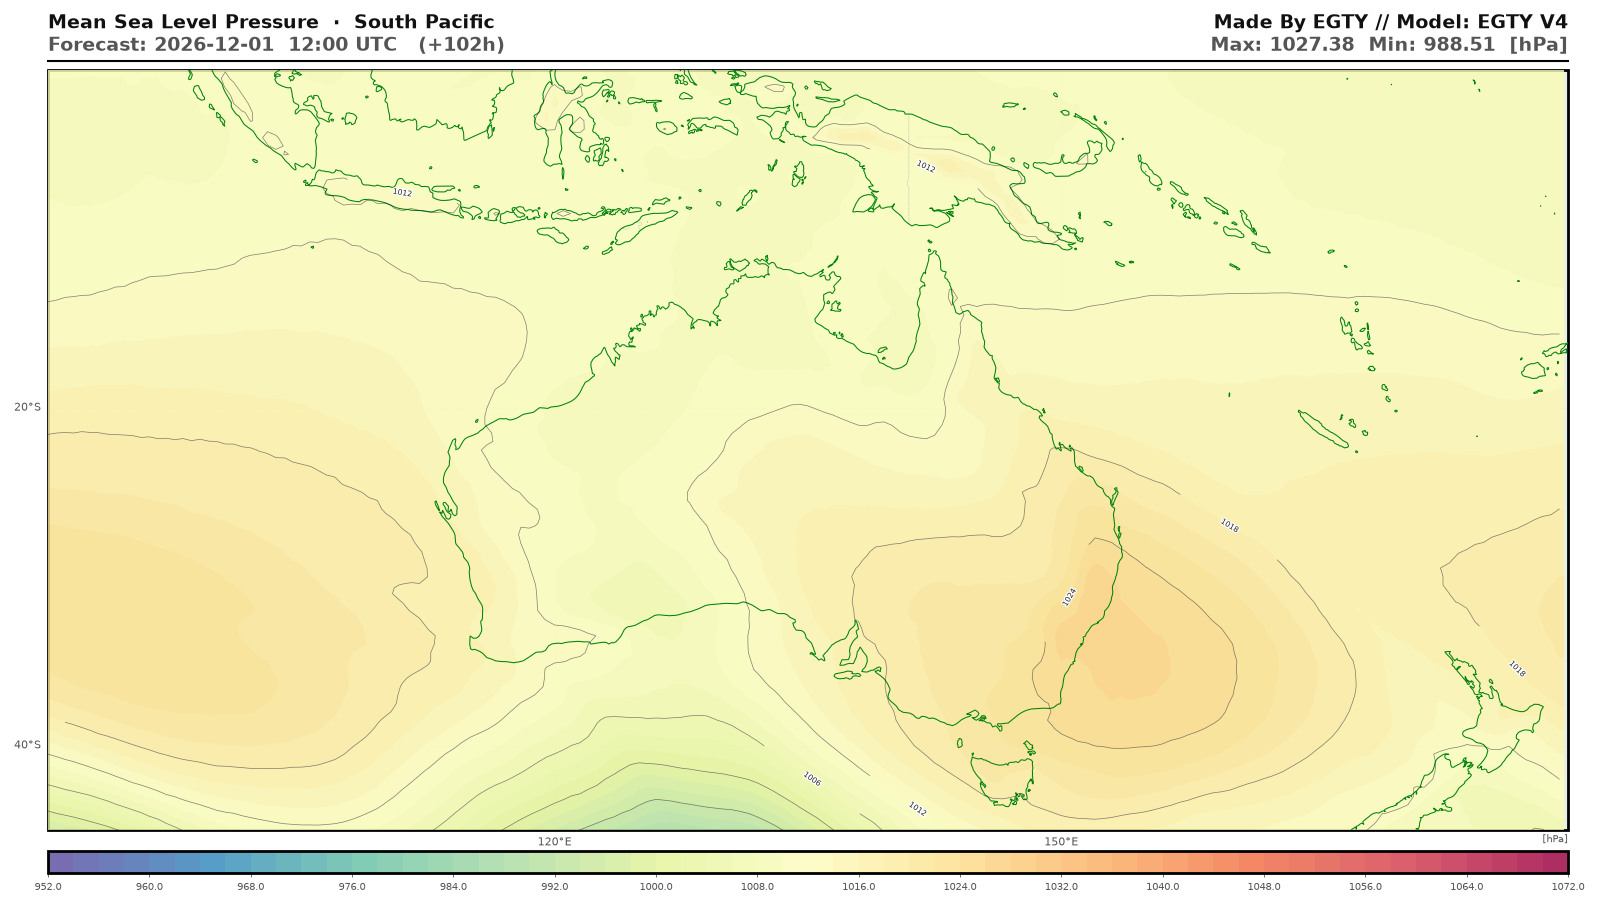 Mean Sea Level Pressure · South Pacific
Made By EGTY // Model: EGTY V4
Forecast: 2026-12-01 12:00 UTC (+102h)
Max: 1027.38 Min: 988.51 [hPa]
1012
1012
20°S
1018
1024
1018
40°S
1006
1012
120°E
150°E
[hPa]
952.0
960.0
968.0
976.0
984.0
992.0
1000.0
1008.0
1016.0
1024.0
1032.0
1040.0
1048.0
1056.0
1064.0
1072.0